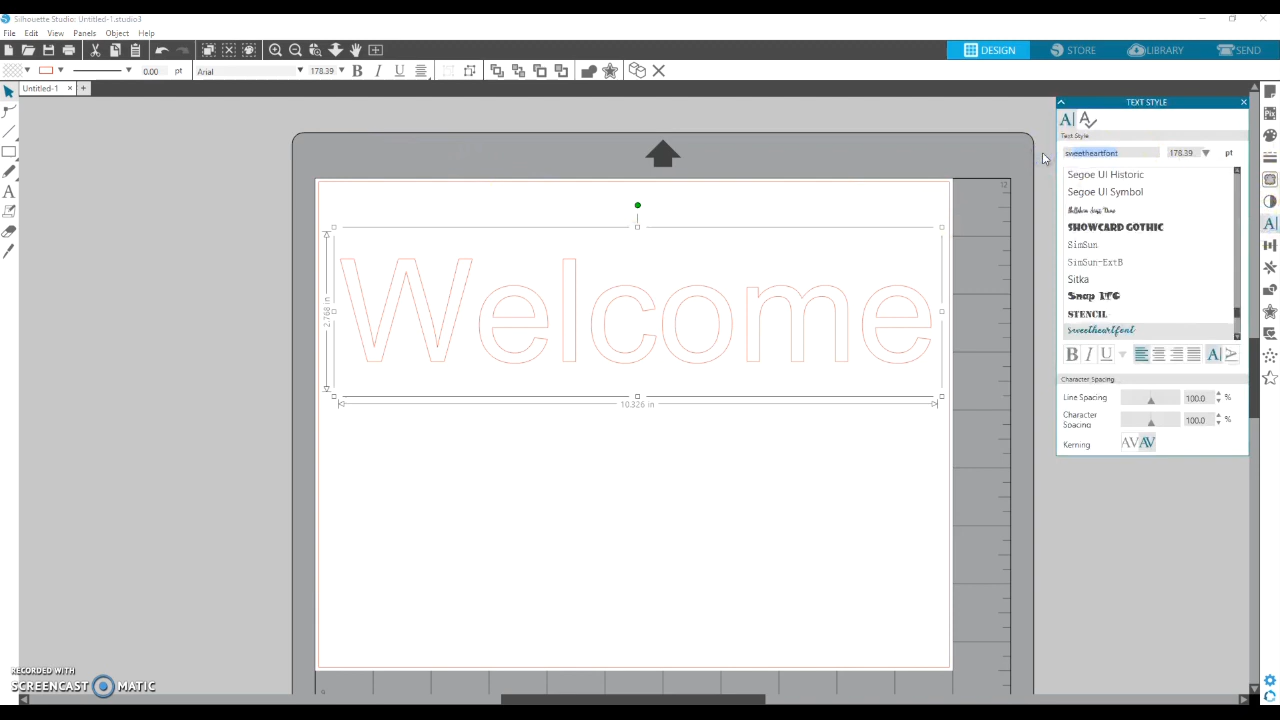 Silhouette Studio: Untitled-1.studio3
File Edit View Panels Object Help
DESIGN STORE LIBRARY SEND
0.00 pt Arial 178.39 B I U
Untitled-1
TEXT STYLE
Text Style
sweetheartfont 178.39 pt
Segoe UI Historic
Segoe UI Symbol
SHOWCARD GOTHIC
SimSun
SimSun-ExtB
Sitka
Snap ITC
STENCIL
sweetheartfont
B I U
Character Spacing
Line Spacing 100.0 %
Character Spacing 100.0 %
Kerning AV AV
12
Welcome
2.768 in
10.326 in
RECORDED WITH
SCREENCAST MATIC